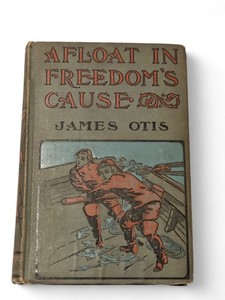 AFLOAT IN
FREEDOM'S
CAUSE
JAMES OTIS